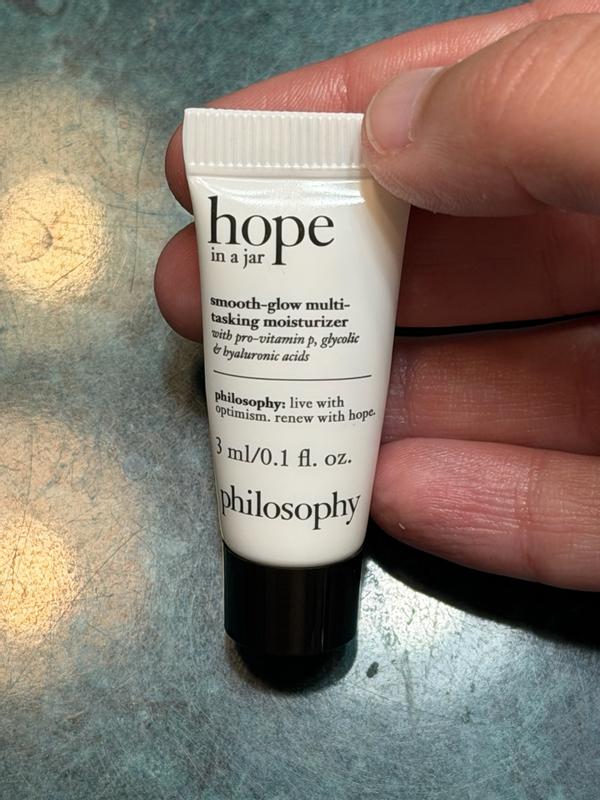 hope
in a jar
smooth-glow multi-
tasking moisturizer
with pro-vitamin p, glycolic
& hyaluronic acids
philosophy: live with
optimism. renew with hope.
3 ml/0.1 fl. oz.
philosophy